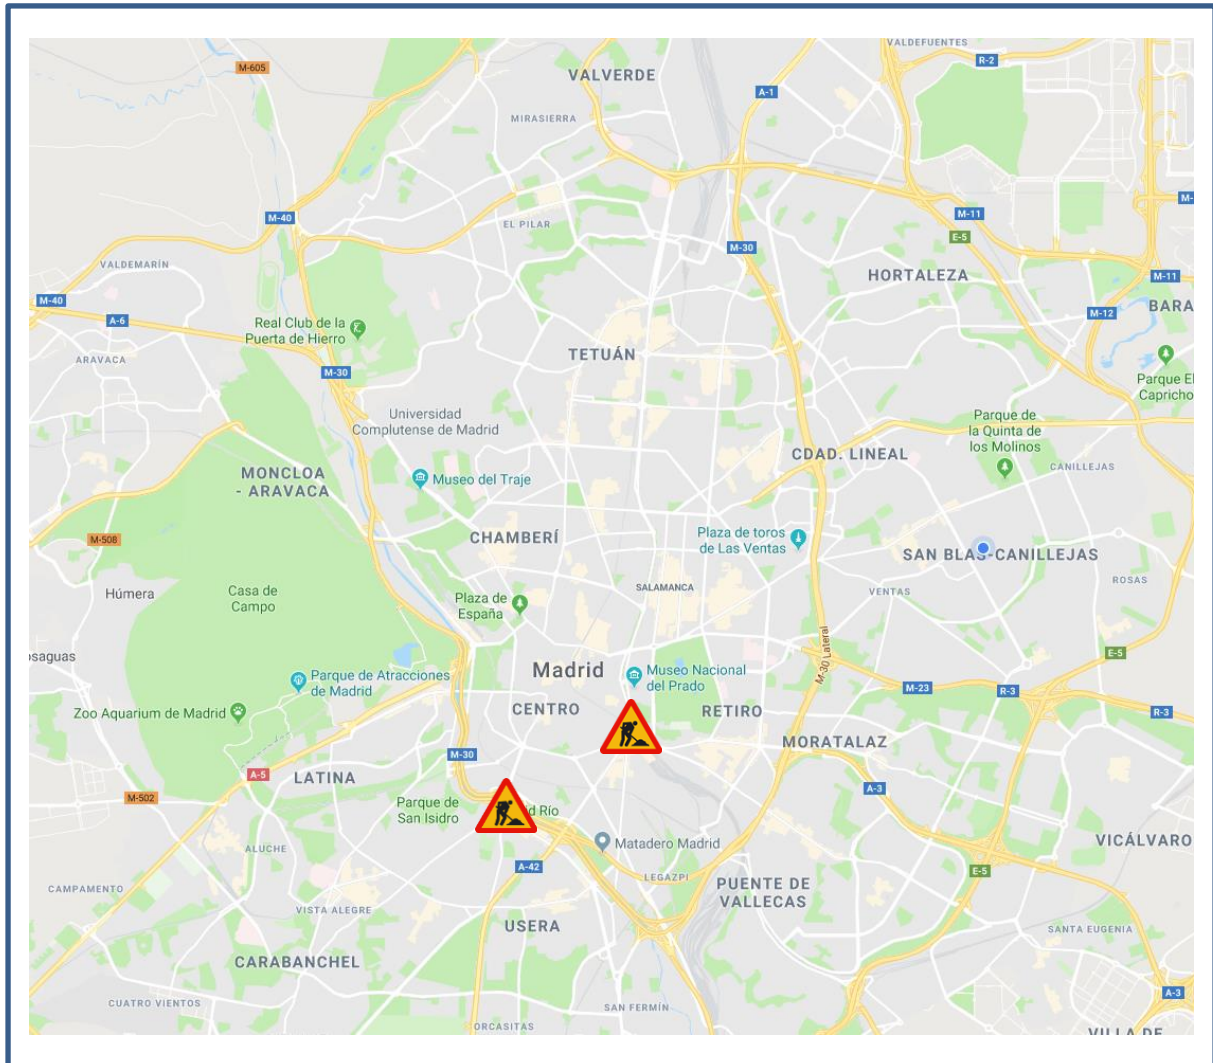 VALDEFUENTES
R-2
M-605
VALVERDE
A-1
MIRASIERRA
M-40
EL PILAR
M-11
E-5
M-30
VALDEMARÍN
HORTALEZA
M-11
M-40
A-6
M-12
BARA
Real Club de la
Puerta de Hierro
ARAVACA
TETUÁN
M-30
Parque El
Capricho
Universidad
Complutense de Madrid
Parque de
la Quinta de
los Molinos
CDAD. LINEAL
CANILLEJAS
MONCLOA
- ARAVACA
Museo del Traje
M-508
CHAMBERÍ
Plaza de toros
de Las Ventas
SAN BLAS-CANILLEJAS
ROSAS
Húmera
Casa de
Campo
Plaza de
España
SALAMANCA
VENTAS
M-30 Lateral
osaguas
E-5
Parque de Atracciones
de Madrid
Madrid
Museo Nacional
del Prado
M-23
R-3
Zoo Aquarium de Madrid
CENTRO
RETIRO
R-3
MORATALAZ
M-30
A-5
LATINA
M-502
A-3
Parque de
San Isidro
d Río
Matadero Madrid
VICÁLVARO
ALUCHE
A-42
LEGAZPI
E-5
CAMPAMENTO
PUENTE DE
VALLECAS
VISTA ALEGRE
USERA
SANTA EUGENIA
CARABANCHEL
A-3
CUATRO VIENTOS
SAN FERMÍN
ORCASITAS
VILLA DE